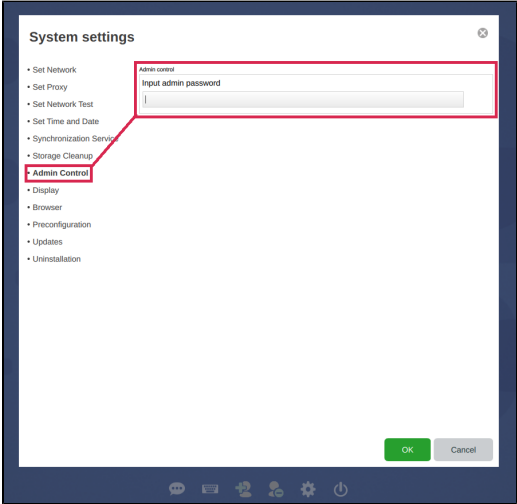 System settings
• Set Network
• Set Proxy
• Set Network Test
• Set Time and Date
• Synchronization Service
• Storage Cleanup
• Admin Control
• Display
• Browser
• Preconfiguration
• Updates
• Uninstallation
Admin control
Input admin password
OK
Cancel